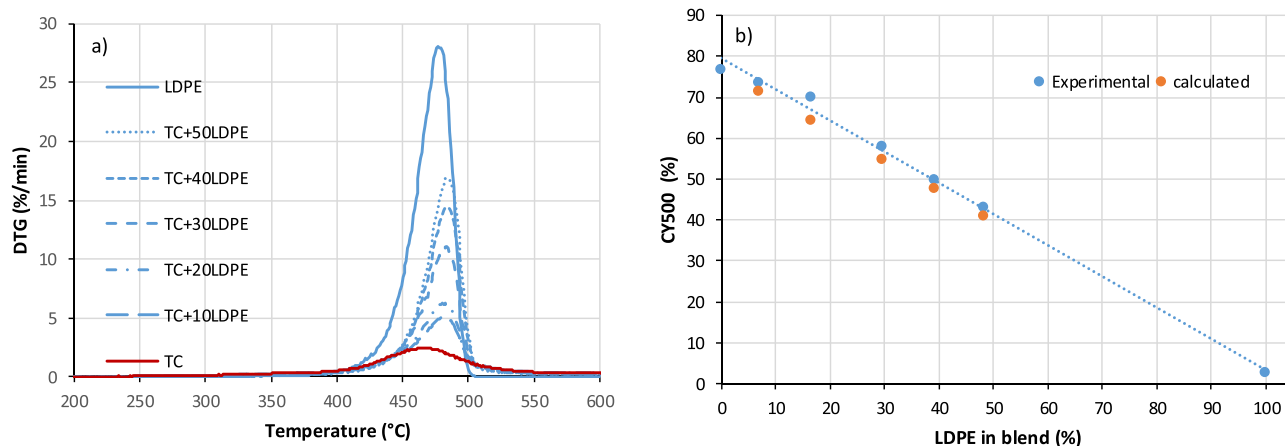 a)
30
25
20
15
10
5
0
DTG (%/min)
LDPE
TC+50LDPE
TC+40LDPE
TC+30LDPE
TC+20LDPE
TC+10LDPE
TC
200 250 300 350 400 450 500 550 600
Temperature (°C)
b)
90
80
70
60
50
40
30
20
10
0
CY500 (%)
Experimental calculated
0 10 20 30 40 50 60 70 80 90 100
LDPE in blend (%)